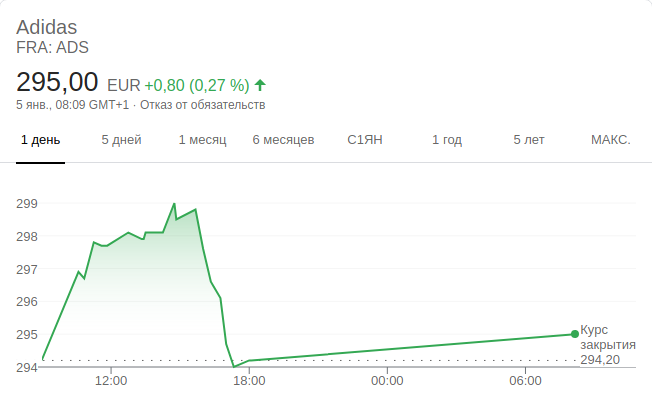 Adidas
FRA: ADS
295,00 EUR +0,80 (0,27 %)
5 янв., 08:09 GMT+1 · Отказ от обязательств
1 день 5 дней 1 месяц 6 месяцев С1ЯН 1 год 5 лет МАКС.
299
298
297
296
295
294
Курс
закрытия
294,20
12:00 18:00 00:00 06:00